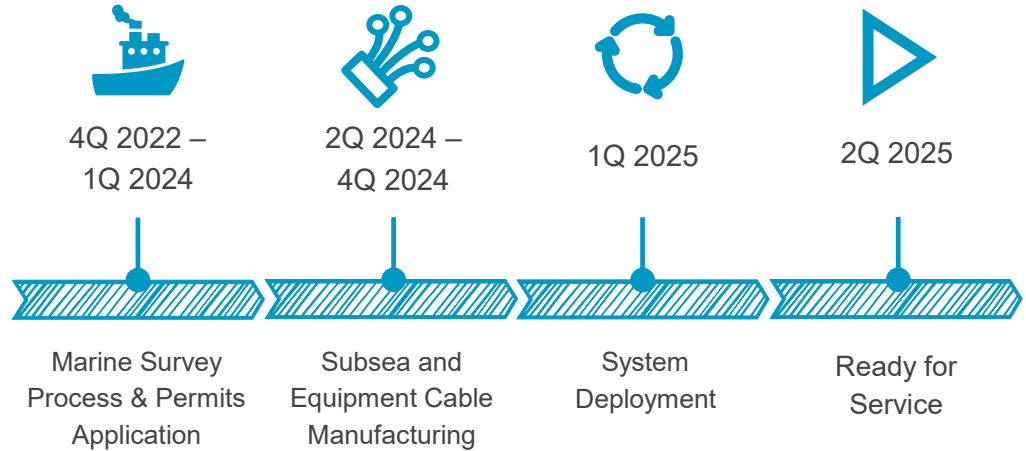 4Q 2022 –
1Q 2024
2Q 2024 –
4Q 2024
1Q 2025
2Q 2025
Marine Survey
Process & Permits
Application
Subsea and
Equipment Cable
Manufacturing
System
Deployment
Ready for
Service